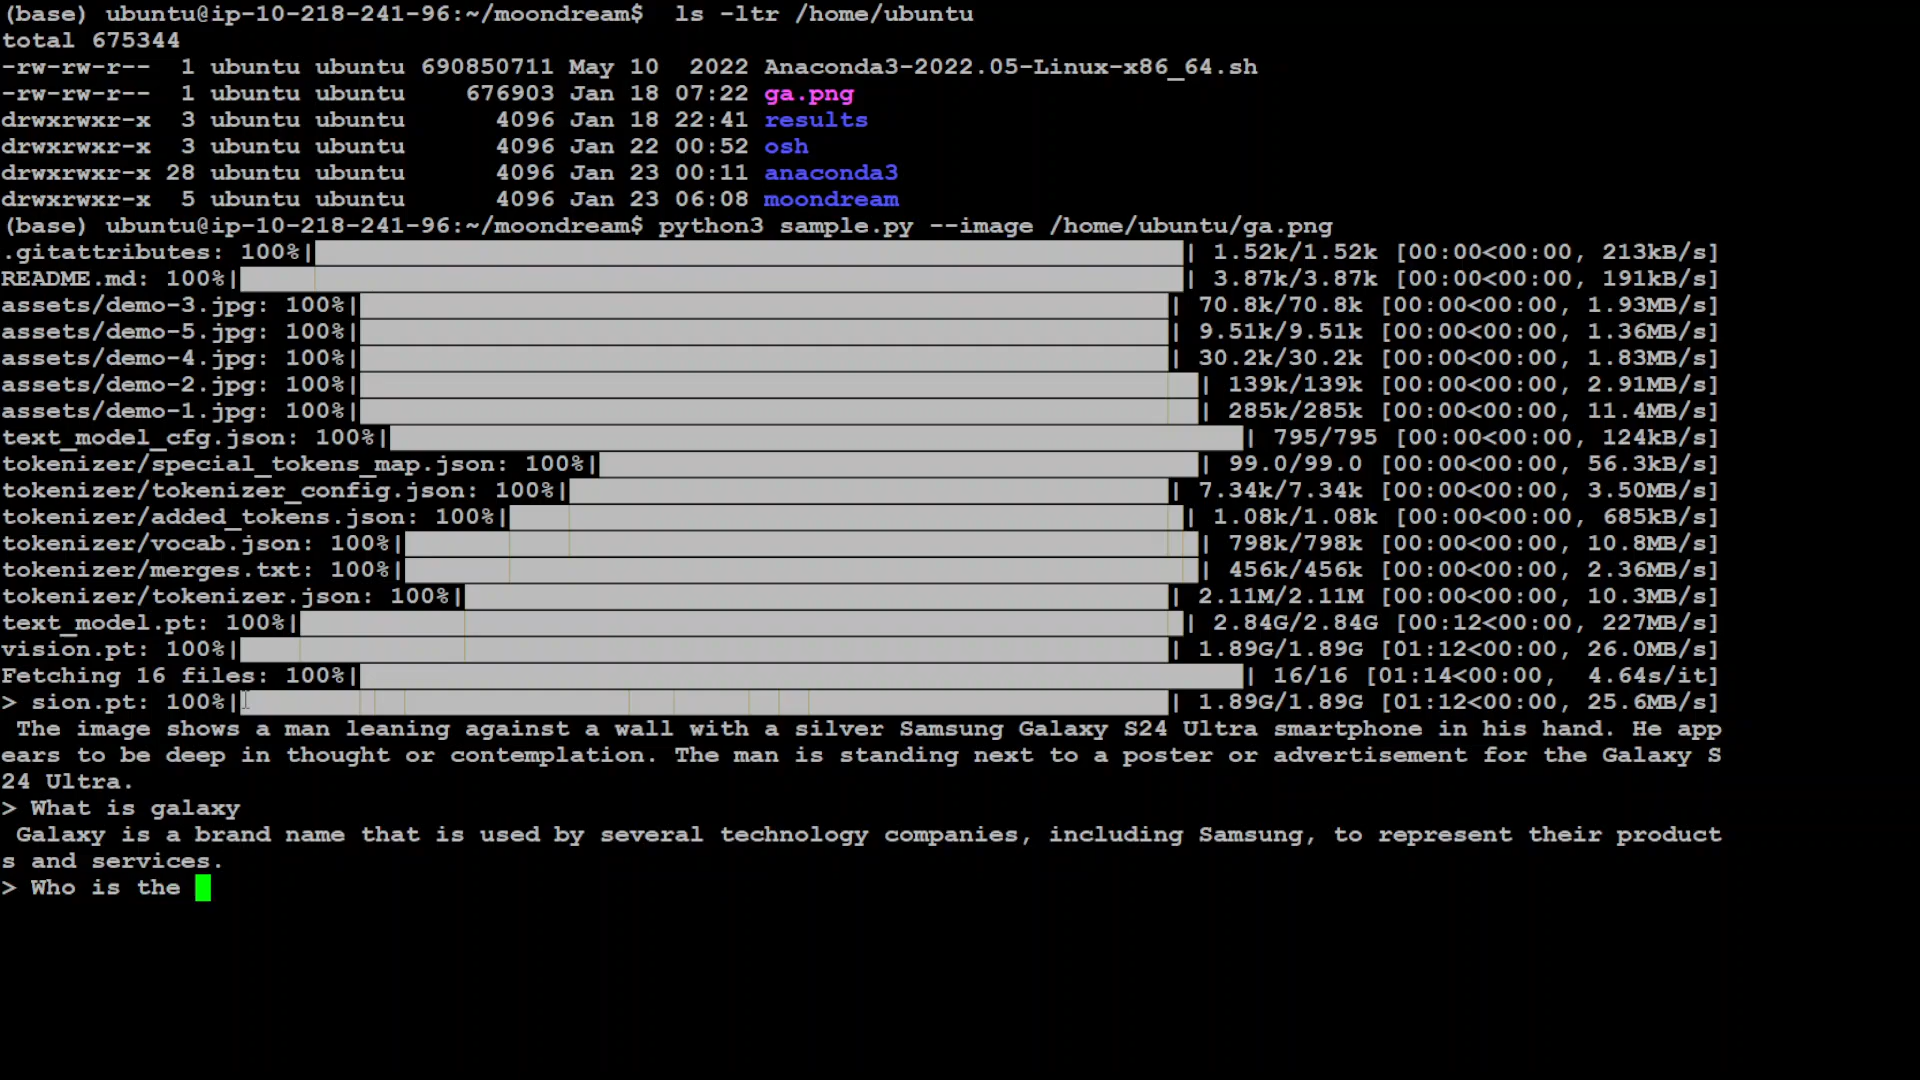 (base) ubuntu@ip-10-218-241-96:~/moondream$  ls -ltr /home/ubuntu
total 675344
-rw-rw-r--  1 ubuntu ubuntu 690850711 May 10  2022 Anaconda3-2022.05-Linux-x86_64.sh
-rw-rw-r--  1 ubuntu ubuntu    676903 Jan 18 07:22 ga.png
drwxrwxr-x  3 ubuntu ubuntu      4096 Jan 18 22:41 results
drwxrwxr-x  3 ubuntu ubuntu      4096 Jan 22 00:52 osh
drwxrwxr-x 28 ubuntu ubuntu      4096 Jan 23 00:11 anaconda3
drwxrwxr-x  5 ubuntu ubuntu      4096 Jan 23 06:08 moondream
(base) ubuntu@ip-10-218-241-96:~/moondream$ python3 sample.py --image /home/ubuntu/ga.png
.gitattributes: 100%| | 1.52k/1.52k [00:00<00:00, 213kB/s]
README.md: 100%| | 3.87k/3.87k [00:00<00:00, 191kB/s]
assets/demo-3.jpg: 100%| | 70.8k/70.8k [00:00<00:00, 1.93MB/s]
assets/demo-5.jpg: 100%| | 9.51k/9.51k [00:00<00:00, 1.36MB/s]
assets/demo-4.jpg: 100%| | 30.2k/30.2k [00:00<00:00, 1.83MB/s]
assets/demo-2.jpg: 100%| | 139k/139k [00:00<00:00, 2.91MB/s]
assets/demo-1.jpg: 100%| | 285k/285k [00:00<00:00, 11.4MB/s]
text_model_cfg.json: 100%| | 795/795 [00:00<00:00, 124kB/s]
tokenizer/special_tokens_map.json: 100%| | 99.0/99.0 [00:00<00:00, 56.3kB/s]
tokenizer/tokenizer_config.json: 100%| | 7.34k/7.34k [00:00<00:00, 3.50MB/s]
tokenizer/added_tokens.json: 100%| | 1.08k/1.08k [00:00<00:00, 685kB/s]
tokenizer/vocab.json: 100%| | 798k/798k [00:00<00:00, 10.8MB/s]
tokenizer/merges.txt: 100%| | 456k/456k [00:00<00:00, 2.36MB/s]
tokenizer/tokenizer.json: 100%| | 2.11M/2.11M [00:00<00:00, 10.3MB/s]
text_model.pt: 100%| | 2.84G/2.84G [00:12<00:00, 227MB/s]
vision.pt: 100%| | 1.89G/1.89G [01:12<00:00, 26.0MB/s]
Fetching 16 files: 100%| | 16/16 [01:14<00:00,  4.64s/it]
> sion.pt: 100%| | 1.89G/1.89G [01:12<00:00, 25.6MB/s]
 The image shows a man leaning against a wall with a silver Samsung Galaxy S24 Ultra smartphone in his hand. He app
ears to be deep in thought or contemplation. The man is standing next to a poster or advertisement for the Galaxy S
24 Ultra.
> What is galaxy
 Galaxy is a brand name that is used by several technology companies, including Samsung, to represent their product
s and services.
> Who is the